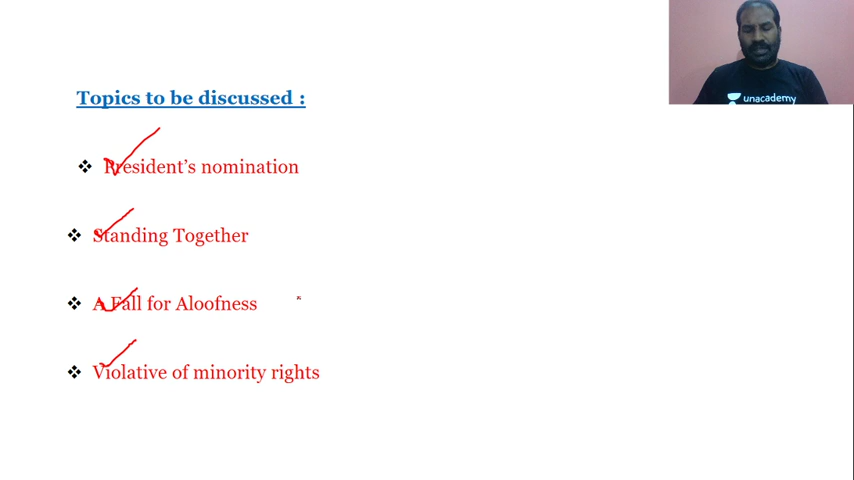 unacademy
Topics to be discussed :
❖ President's nomination
❖ Standing Together
❖ A Fall for Aloofness
❖ Violative of minority rights